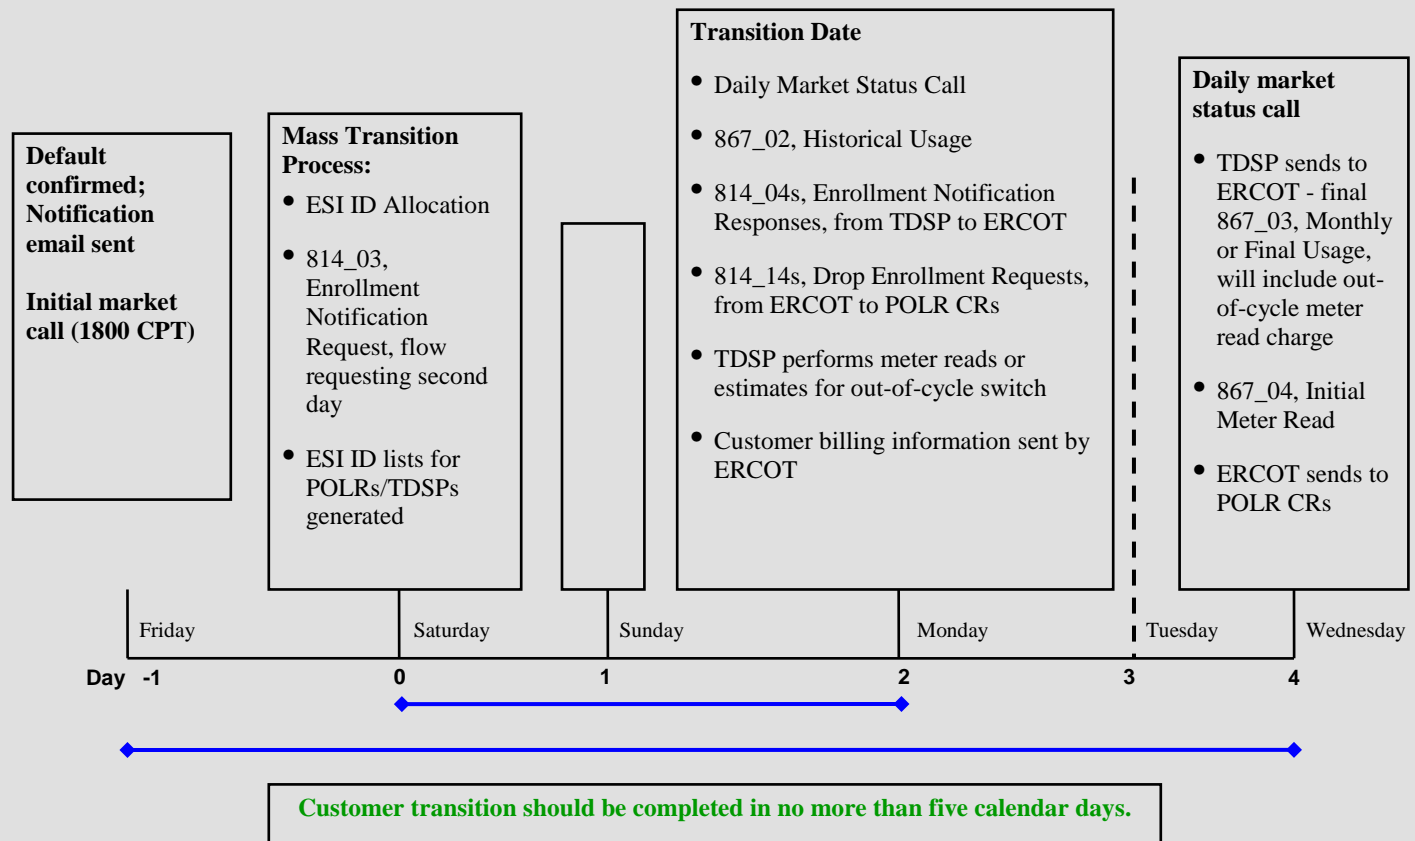 Default
confirmed;
Notification
email sent
Initial market
call (1800 CPT)
Mass Transition
Process:
• ESI ID Allocation
• 814_03,
Enrollment
Notification
Request, flow
requesting second
day
• ESI ID lists for
POLRs/TDSPs
generated
Transition Date
• Daily Market Status Call
• 867_02, Historical Usage
• 814_04s, Enrollment Notification
Responses, from TDSP to ERCOT
• 814_14s, Drop Enrollment Requests,
from ERCOT to POLR CRs
• TDSP performs meter reads or
estimates for out-of-cycle switch
• Customer billing information sent by
ERCOT
Daily market
status call
• TDSP sends to
ERCOT - final
867_03, Monthly
or Final Usage,
will include out-
of-cycle meter
read charge
• 867_04, Initial
Meter Read
• ERCOT sends to
POLR CRs
Friday
Saturday
Sunday
Monday
Tuesday
Wednesday
Day -1 0 1 2 3 4
Customer transition should be completed in no more than five calendar days.